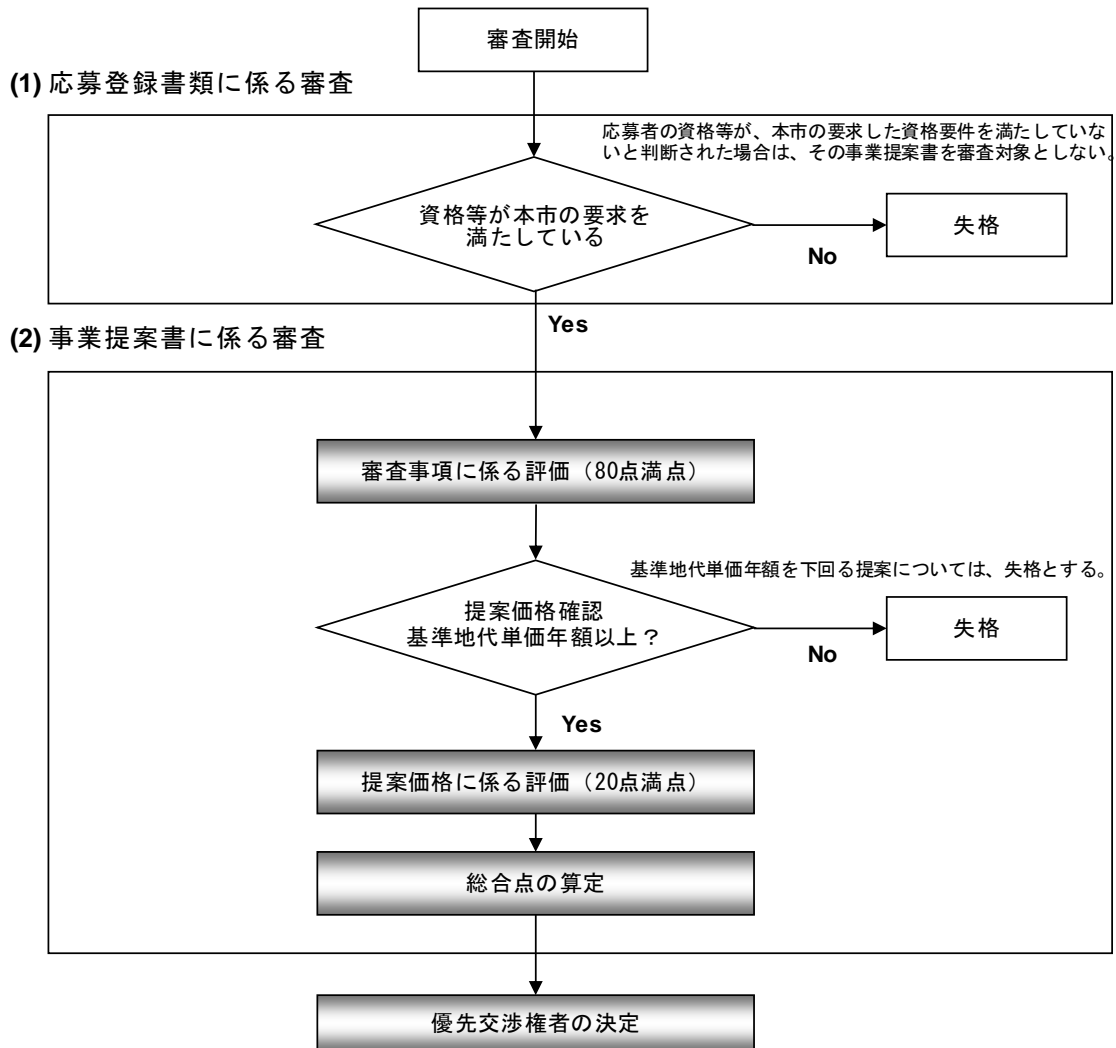 審査開始
(1) 応募登録書類に係る審査
応募者の資格等が、本市の要求した資格要件を満たしていな
いと判断された場合は、その事業提案書を審査対象としない。
資格等が本市の要求を
満たしている
失格
No
Yes
(2) 事業提案書に係る審査
審査事項に係る評価（80点満点）
基準地代単価年額を下回る提案については、失格とする。
提案価格確認
基準地代単価年額以上？
失格
No
Yes
提案価格に係る評価（20点満点）
総合点の算定
優先交渉権者の決定